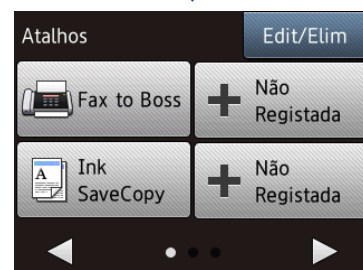 Atalhos
Edit/Elim
Fax to Boss
Não
Registada
A
Ink
SaveCopy
Não
Registada